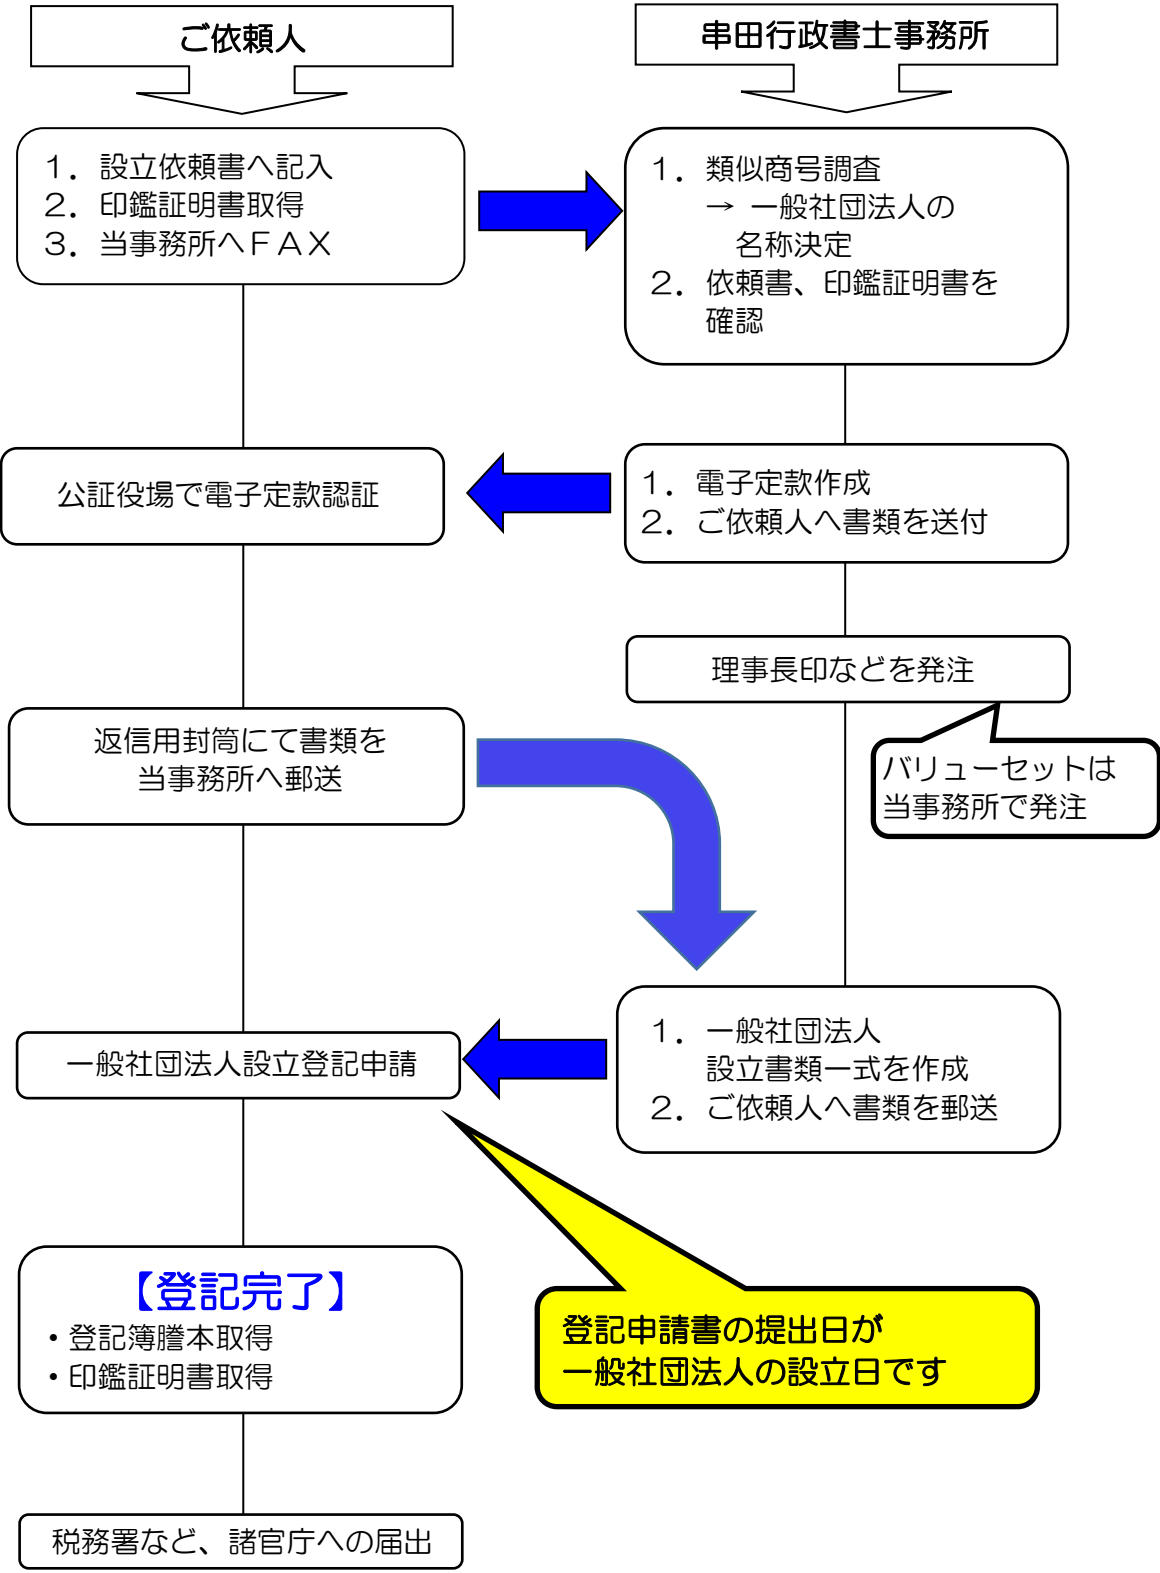 ご依頼人
串田行政書士事務所
１．設立依頼書へ記入
２．印鑑証明書取得
３．当事務所へＦＡＸ
１．類似商号調査
→ 一般社団法人の
名称決定
２．依頼書、印鑑証明書を
確認
公証役場で電子定款認証
１．電子定款作成
２．ご依頼人へ書類を送付
理事長印などを発注
バリューセットは
当事務所で発注
返信用封筒にて書類を
当事務所へ郵送
１．一般社団法人
設立書類一式を作成
２．ご依頼人へ書類を郵送
一般社団法人設立登記申請
登記申請書の提出日が
一般社団法人の設立日です
【登記完了】
・登記簿謄本取得
・印鑑証明書取得
税務署など、諸官庁への届出